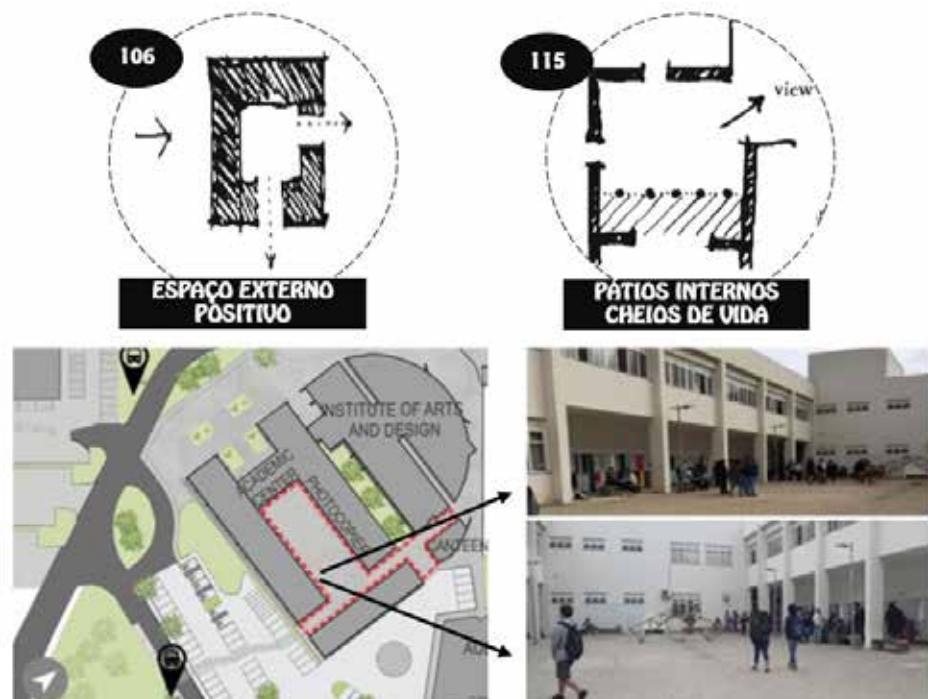 106
115
view
ESPAÇO EXTERNO
POSITIVO
PÁTIOS INTERNOS
CHEIOS DE VIDA
INSTITUTE OF ARTS
AND DESIGN
ACADEMIC
CENTER
PHOTOCOPIES
CANTEEN